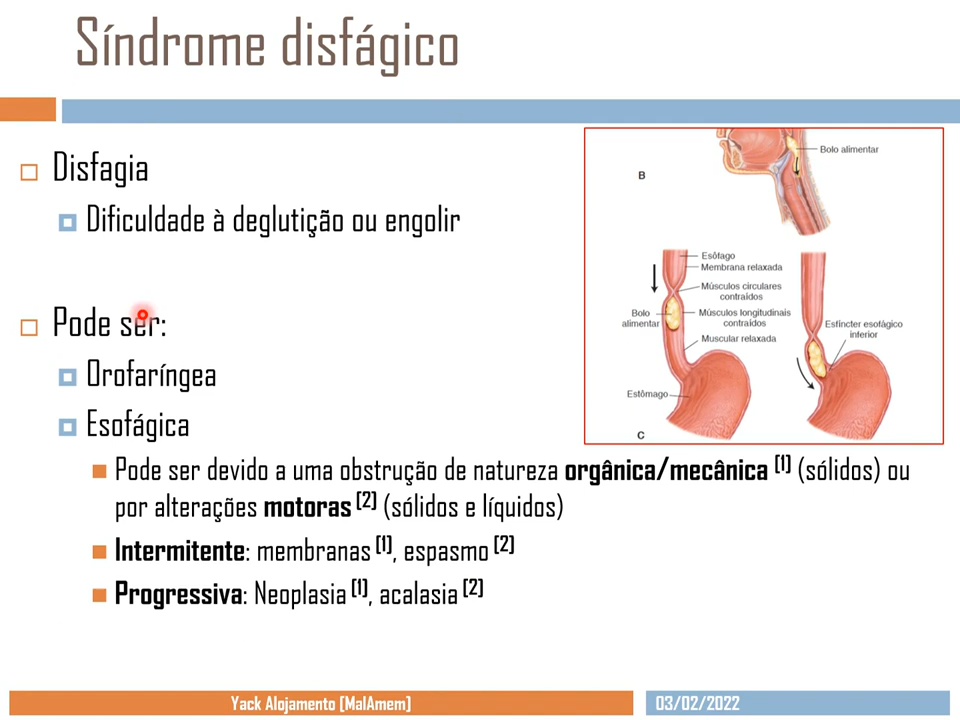 Síndrome disfágico
Disfagia
Dificuldade à deglutição ou engolir
Pode ser:
Orofaríngea
Esofágica
Pode ser devido a uma obstrução de natureza orgânica/mecânica [1] (sólidos) ou
por alterações motoras [2] (sólidos e líquidos)
Intermitente: membranas [1], espasmo [2]
Progressiva: Neoplasia [1], acalasia [2]
Bolo alimentar
B
Esôfago
Membrana relaxada
Músculos circulares
contraídos
Bolo
alimentar
Músculos longitudinais
contraídos
Muscular relaxada
Estômago
Esfíncter esofágico
inferior
C
Yack Alojamento [MalAmem]
03/02/2022